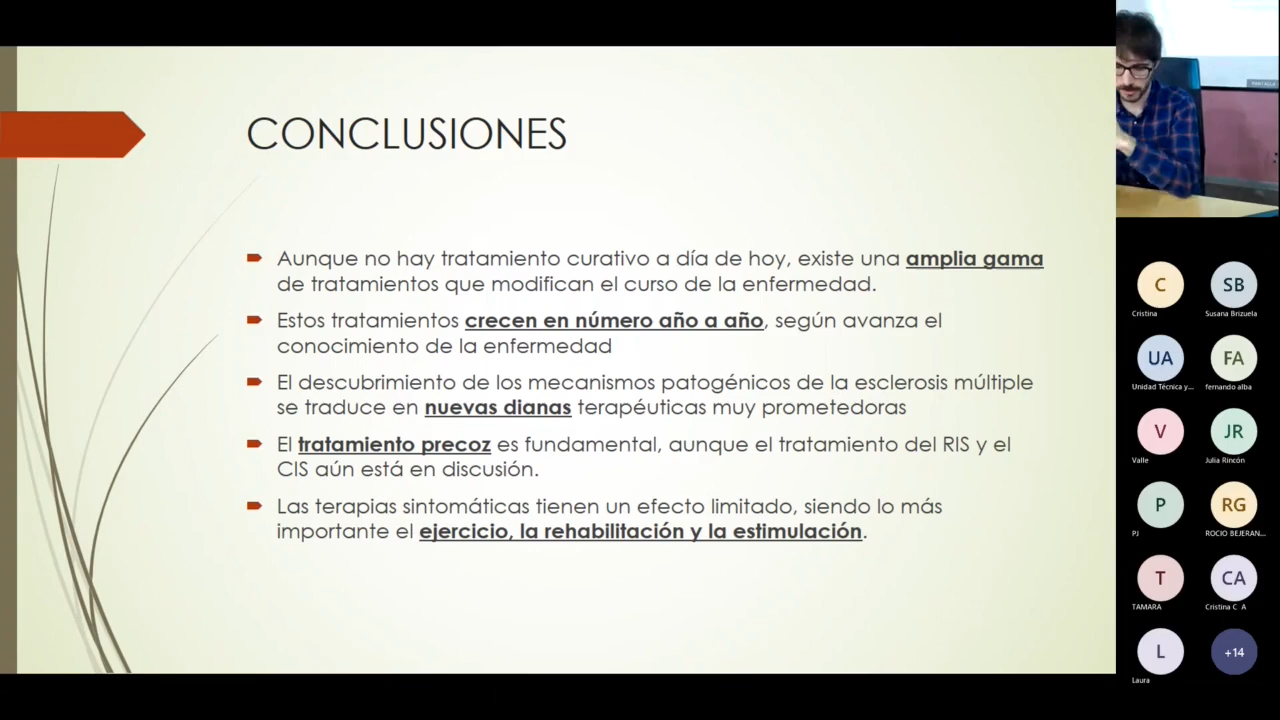 CONCLUSIONES
Aunque no hay tratamiento curativo a día de hoy, existe una amplia gama
de tratamientos que modifican el curso de la enfermedad.
Estos tratamientos crecen en número año a año, según avanza el
conocimiento de la enfermedad
El descubrimiento de los mecanismos patogénicos de la esclerosis múltiple
se traduce en nuevas dianas terapéuticas muy prometedoras
El tratamiento precoz es fundamental, aunque el tratamiento del RIS y el
CIS aún está en discusión.
Las terapias sintomáticas tienen un efecto limitado, siendo lo más
importante el ejercicio, la rehabilitación y la estimulación.
C
Cristina
SB
Susana Brizuela
UA
Unidad Técnica y...
FA
fernando alba
V
Valle
JR
Julia Rincón
P
PJ
RG
ROCIO BEJERAN...
T
TAMARA
CA
Cristina C A
L
Laura
+14